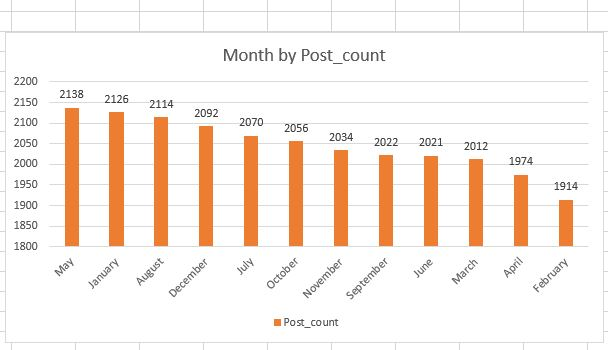 Month by Post_count
2200
2150
2100
2050
2000
1950
1900
1850
1800
2138
2126
2114
2092
2070
2056
2034
2022
2021
2012
1974
1914
May
January
August
December
July
October
November
September
June
March
April
February
Post_count